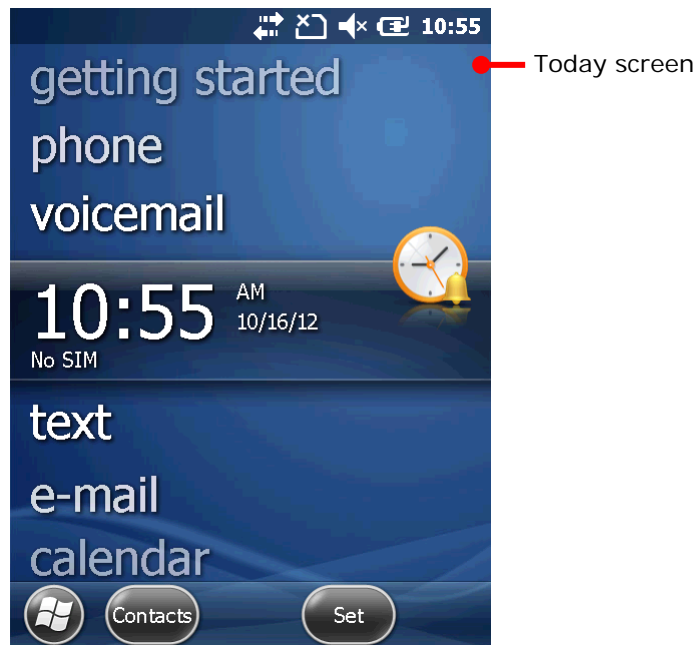 10:55
Today screen
getting started
phone
voicemail
10:55 AM
10/16/12
No SIM
text
e-mail
calendar
Contacts Set